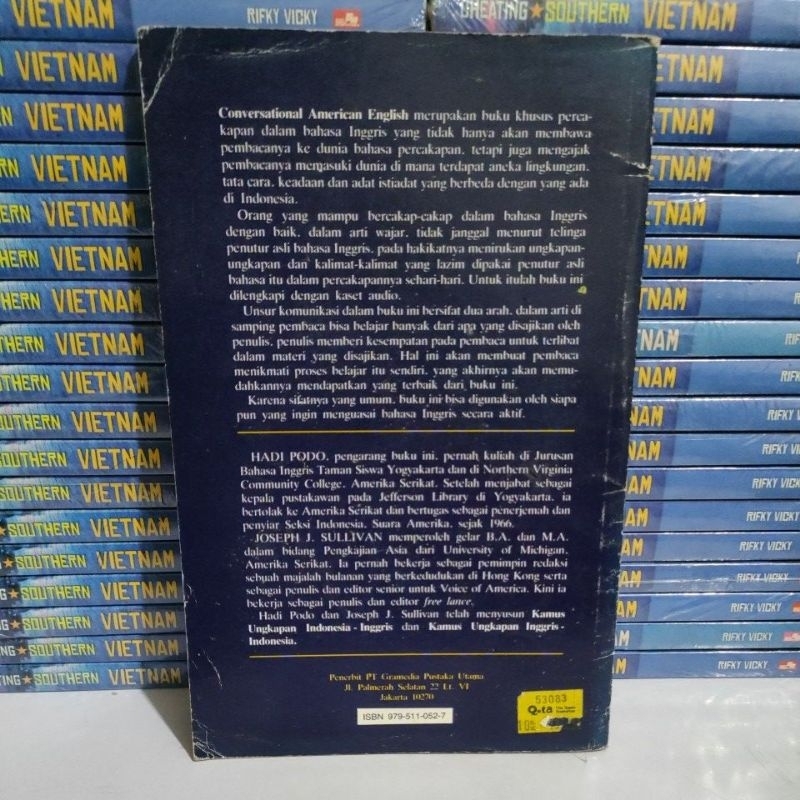 VIETNAM
RIFKY VICKY
CHEATING★SOUTHERN VIETNAM
Conversational American English merupakan buku khusus perca-
kapan dalam bahasa Inggris yang tidak hanya akan membawa
pembacanya ke dunia bahasa percakapan, tetapi juga mengajak
pembacanya memasuki dunia di mana terdapat aneka lingkungan,
tata cara, keadaan dan adat istiadat yang berbeda dengan yang ada
di Indonesia.
Orang yang mampu bercakap-cakap dalam bahasa Inggris
dengan baik, dalam arti wajar, tidak janggal menurut telinga
penutur asli bahasa Inggris, pada hakikatnya menirukan ungkapan-
ungkapan dan kalimat-kalimat yang lazim dipakai penutur asli
bahasa itu dalam percakapannya sehari-hari. Untuk itulah buku ini
dilengkapi dengan kaset audio.
Unsur komunikasi dalam buku ini bersifat dua arah, dalam arti di
samping pembaca bisa belajar banyak dari apa yang disajikan oleh
penulis, penulis memberi kesempatan pada pembaca untuk terlibat
dalam materi yang disajikan. Hal ini akan membuat pembaca
menikmati proses belajar itu sendiri, yang akhirnya akan memu-
dahkannya mendapatkan yang terbaik dari buku ini.
Karena sifatnya yang umum, buku ini bisa digunakan oleh siapa
pun yang ingin menguasai bahasa Inggris secara aktif.
HADI PODO, pengarang buku ini, pernah kuliah di Jurusan
Bahasa Inggris Taman Siswa Yogyakarta dan di Northern Virginia
Community College, Amerika Serikat. Setelah menjabat sebagai
kepala pustakawan pada Jefferson Library di Yogyakarta, ia
bertolak ke Amerika Serikat dan bertugas sebagai penerjemah dan
penyiar Seksi Indonesia, Suara Amerika, sejak 1966.
JOSEPH J. SULLIVAN memperoleh gelar B.A. dan M.A.
dalam bidang Pengkajian Asia dari University of Michigan,
Amerika Serikat. Ia pernah bekerja sebagai pemimpin redaksi
sebuah majalah bulanan yang berkedudukan di Hong Kong serta
sebagai penulis dan editor senior untuk Voice of America. Kini ia
bekerja sebagai penulis dan editor free lance.
Hadi Podo dan Joseph J. Sullivan telah menyusun Kamus
Ungkapan Indonesia-Inggris dan Kamus Ungkapan Inggris-
Indonesia.
Penerbit PT Gramedia Pustaka Utama
Jl. Palmerah Selatan 22 Lt. VI
Jakarta 10270
ISBN 979-511-052-7
53083
Q.ta